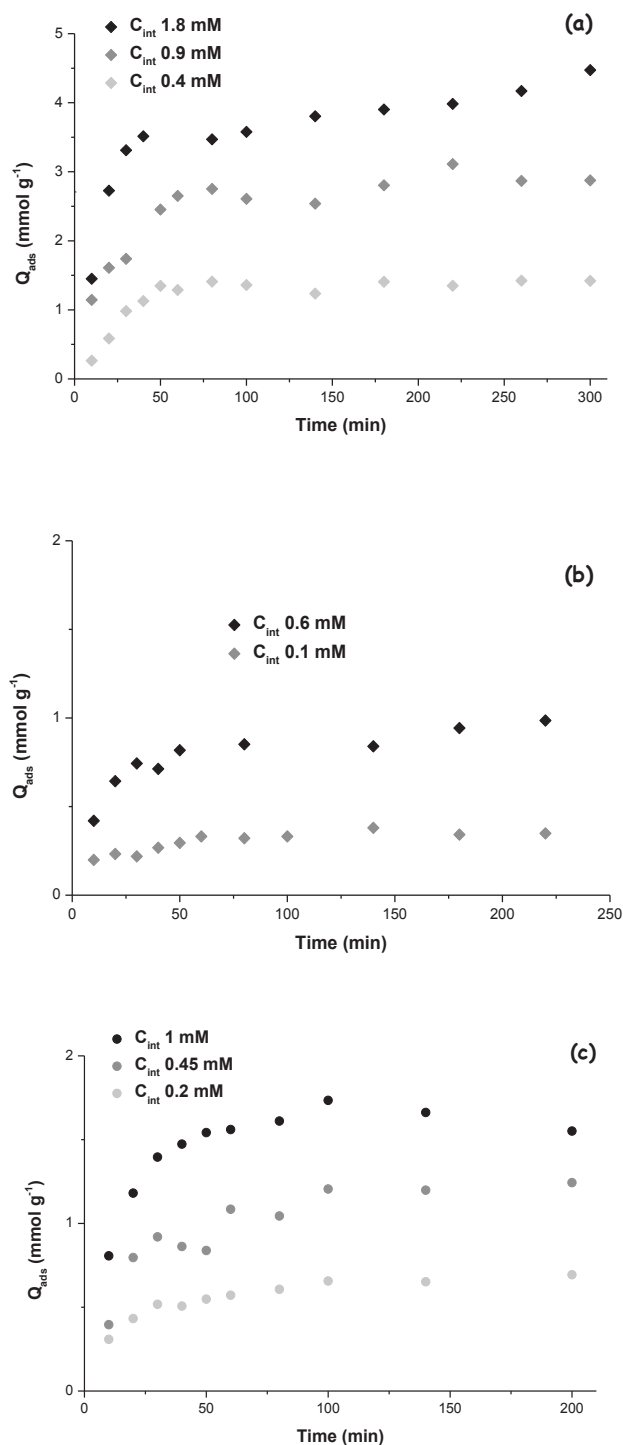 (a)
C_int 1.8 mM
C_int 0.9 mM
C_int 0.4 mM
5
4
3
2
1
0
Q_ads (mmol g⁻¹)
0 50 100 150 200 250 300
Time (min)
(b)
C_int 0.6 mM
C_int 0.1 mM
2
1
0
Q_ads (mmol g⁻¹)
0 50 100 150 200 250
Time (min)
(c)
C_int 1 mM
C_int 0.45 mM
C_int 0.2 mM
2
1
0
Q_ads (mmol g⁻¹)
0 50 100 150 200
Time (min)